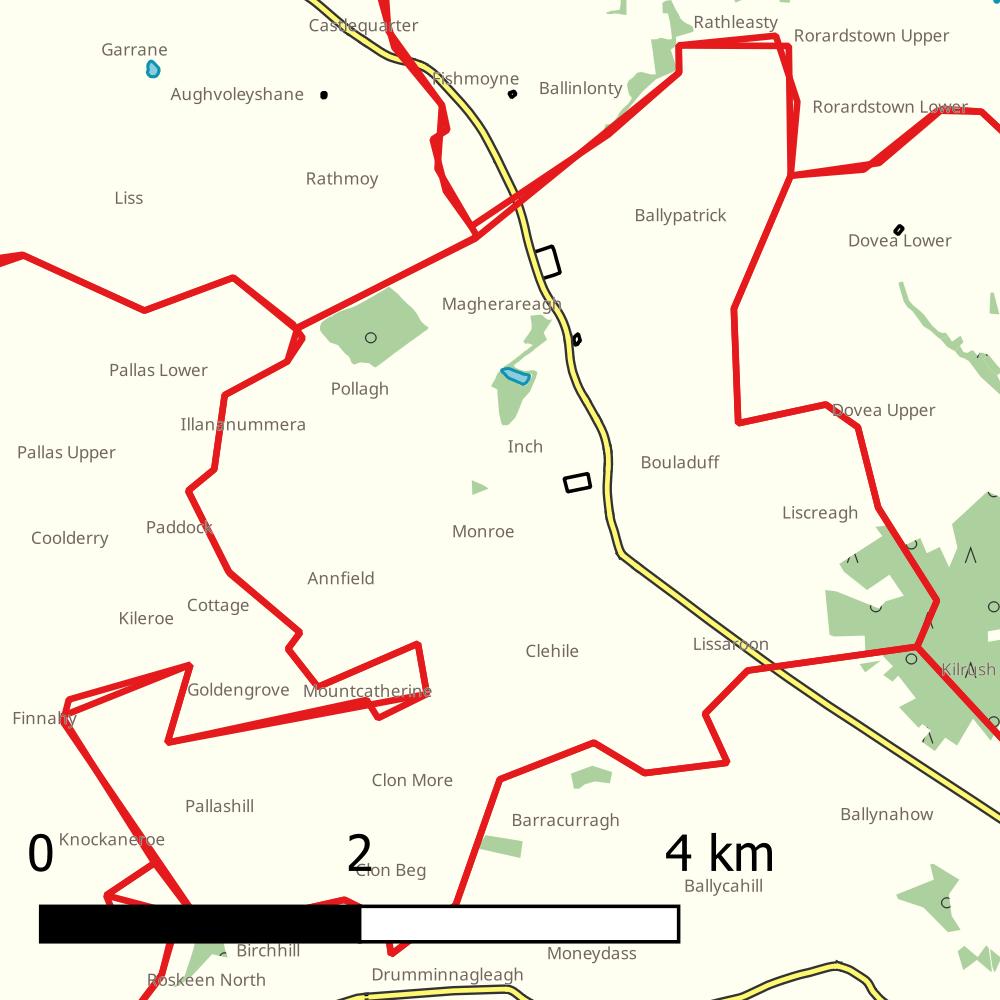 Castlequarter
Rathleasty
Garrane
Rorardstown Upper
Fishmoyne
Ballinlonty
Aughvoleyshane
Rorardstown Lower
Rathmoy
Liss
Ballypatrick
Dovea Lower
Magherareagh
Pallas Lower
Pollagh
Dovea Upper
Illananummera
Inch
Pallas Upper
Bouladuff
Liscreagh
Paddock
Monroe
Coolderry
Annfield
Cottage
Kileroe
Lissaroon
Clehile
Kilrush
Goldengrove
Mountcatherine
Finnahy
Clon More
Pallashill
Ballynahow
Barracurragh
Knockaneroe
0 2 4 km
Clon Beg
Ballycahill
Birchhill
Moneydass
Drumminnagleagh
Roskeen North